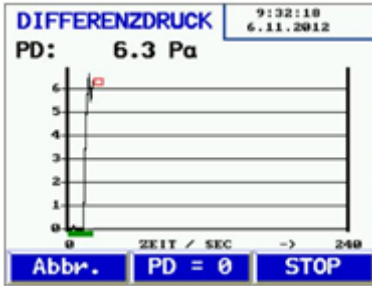 DIFFERENZDRUCK
9:32:18
6.11.2012
PD: 6.3 Pa
6
5
4
3
2
1
0
0 ZEIT / SEC -> 240
Abbr. PD = 0 STOP